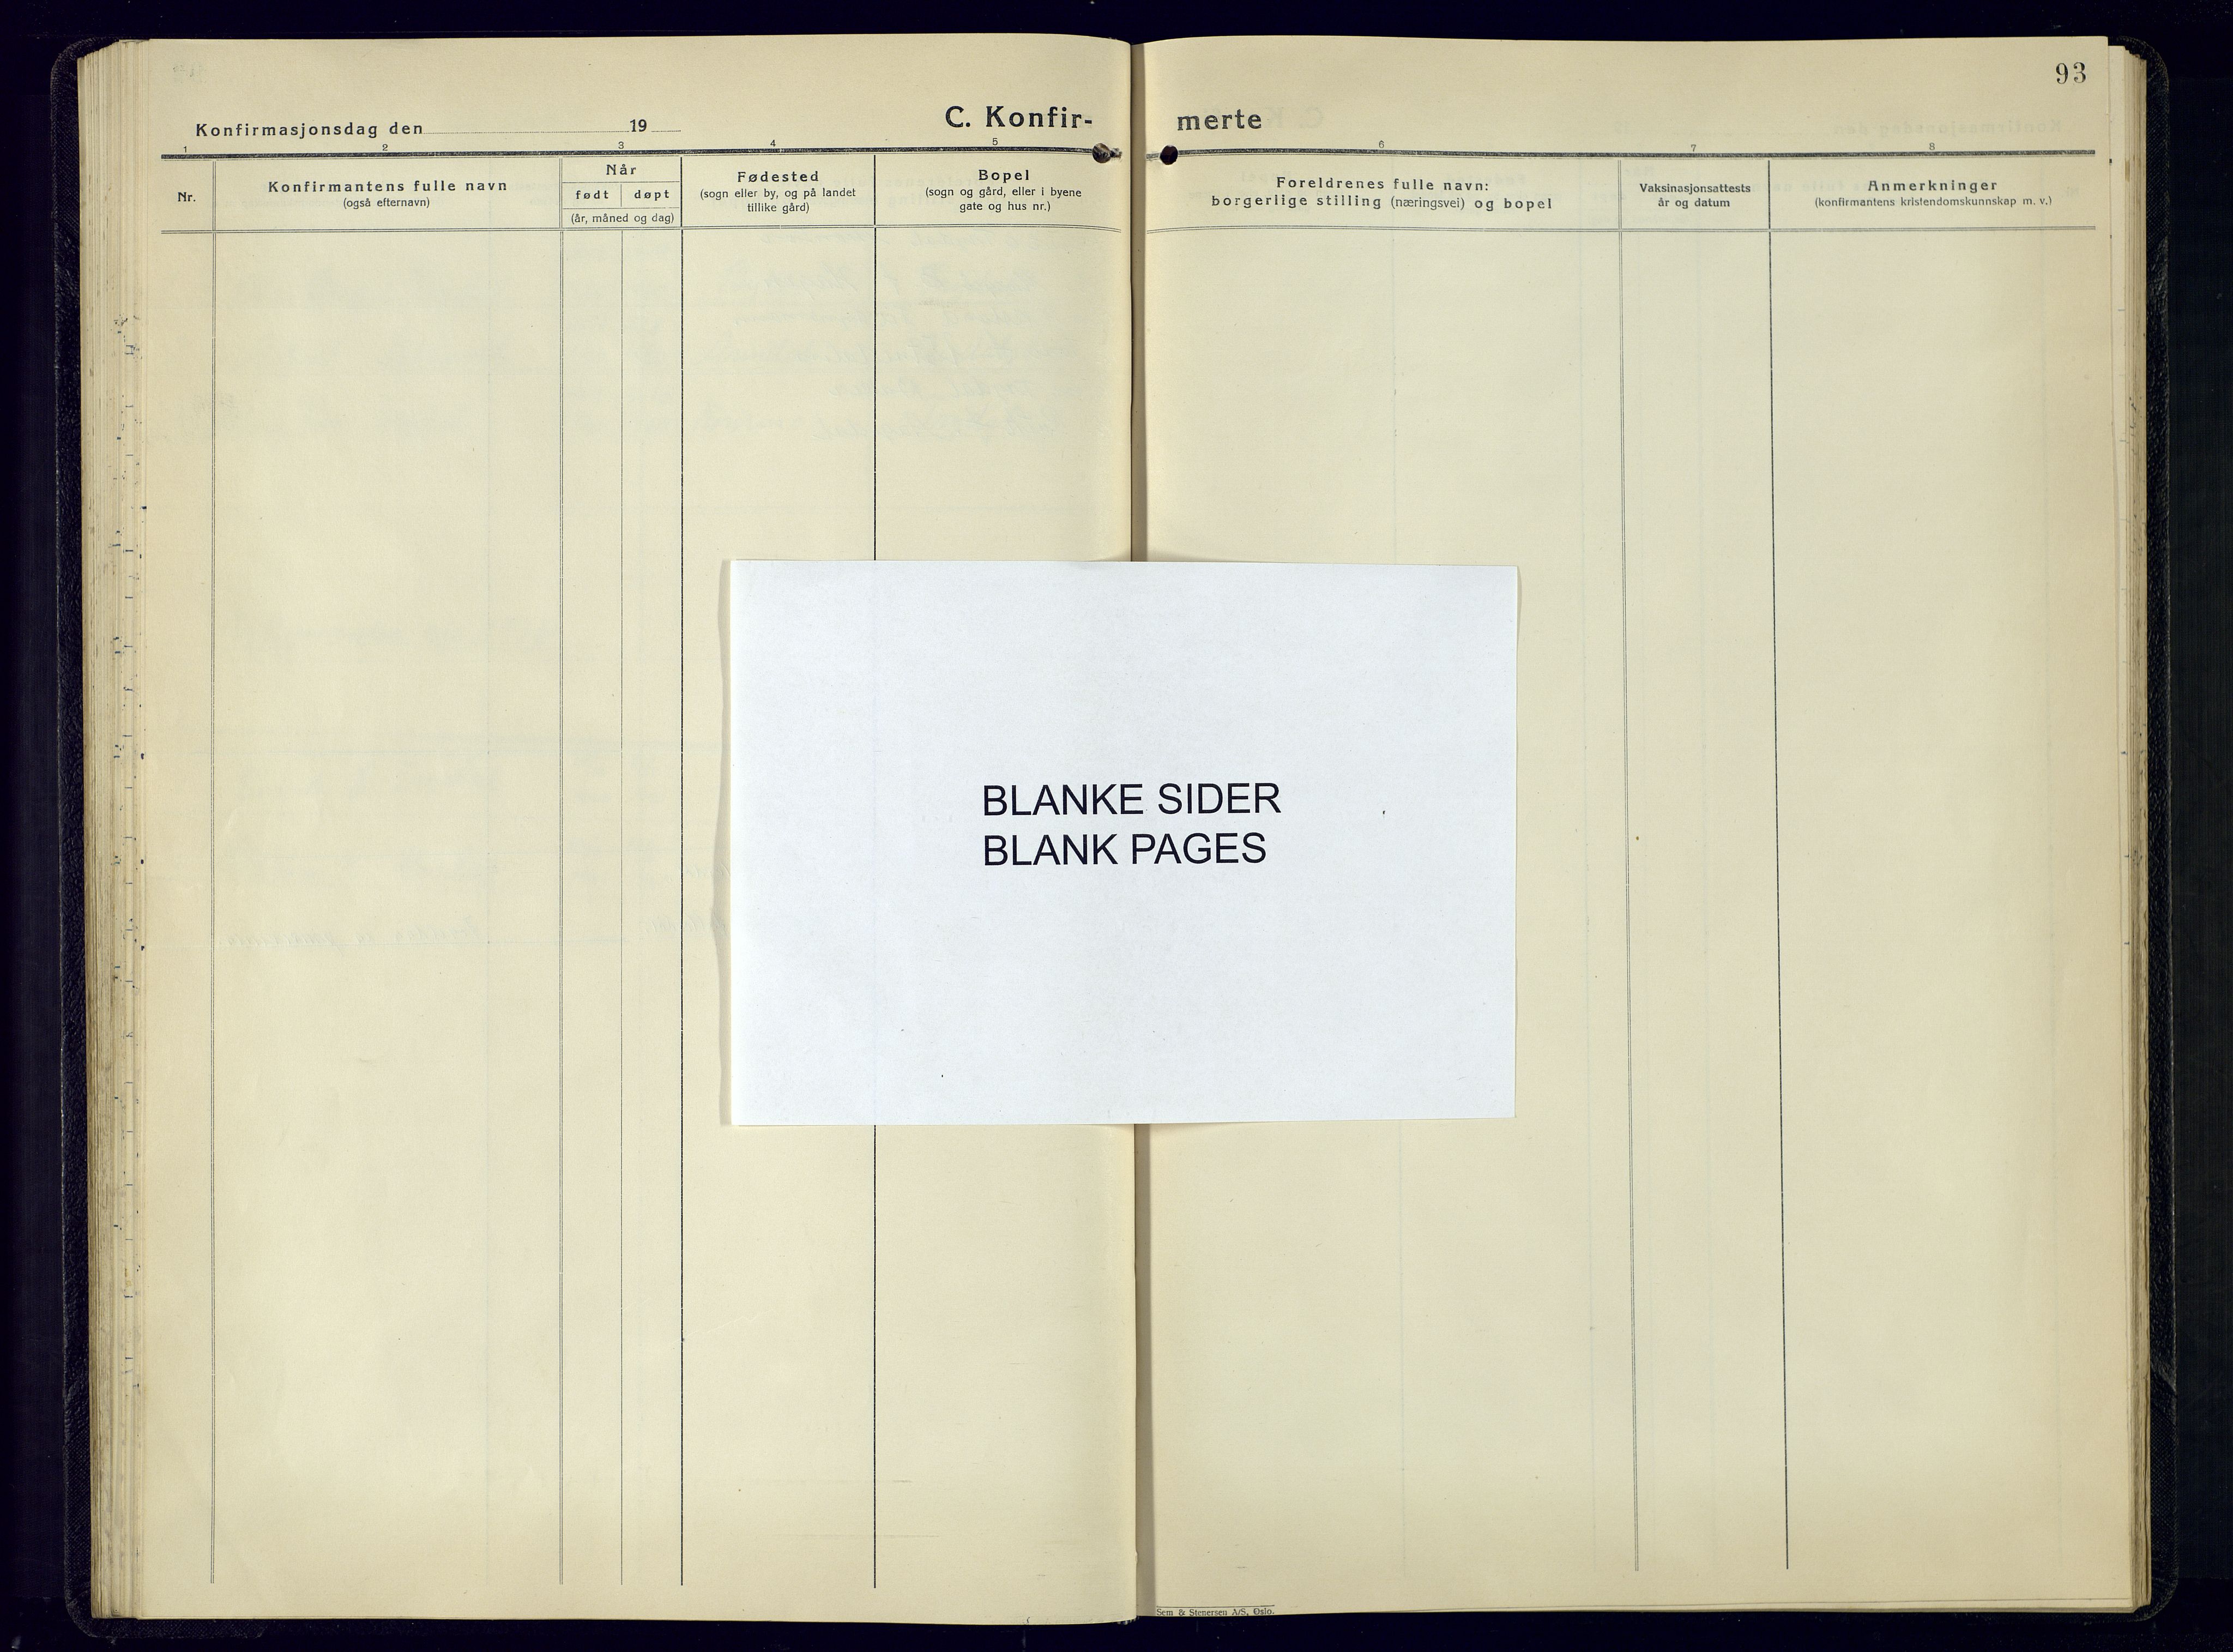 93
Konfirmasjonsdag den 19
C. Konfir-
merte
1 2 3 4 5 6 7 8
Nr.
Konfirmantens fulle navn
(også efternavn)
Når
født døpt
(år, måned og dag)
Fødested
(sogn eller by, og på landet
tillike gård)
Bopel
(sogn og gård, eller i byene
gate og hus nr.)
Foreldrenes fulle navn:
borgerlige stilling (næringsvei) og bopel
Vaksinasjonsattests
år og datum
Anmerkninger
(konfirmantens kristendomskunnskap m. v.)
BLANKE SIDER
BLANK PAGES
Sem & Stenersen A/S, Oslo.